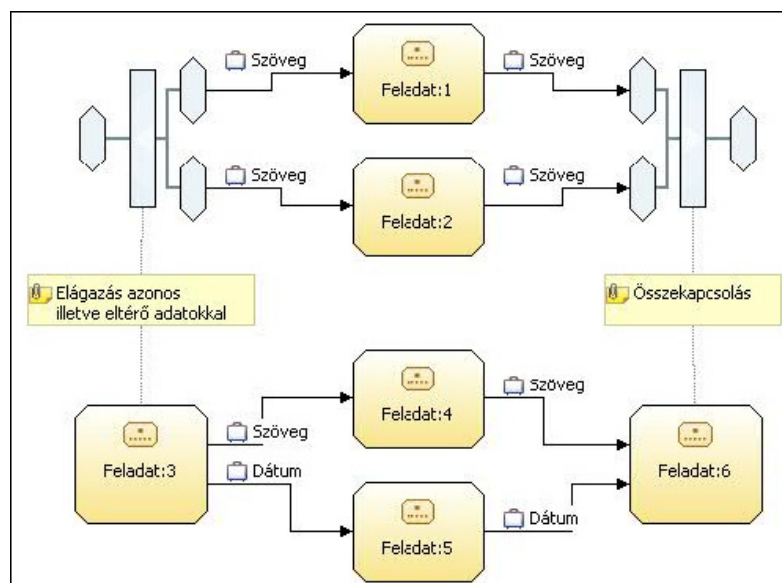 Szöveg
Szöveg
Feladat:1
Szöveg
Szöveg
Feladat:2
Elágazás azonos
illetve eltérő adatokkal
Összekapcsolás
Szöveg
Feladat:4
Szöveg
Feladat:3
Dátum
Feladat:6
Dátum
Feladat:5